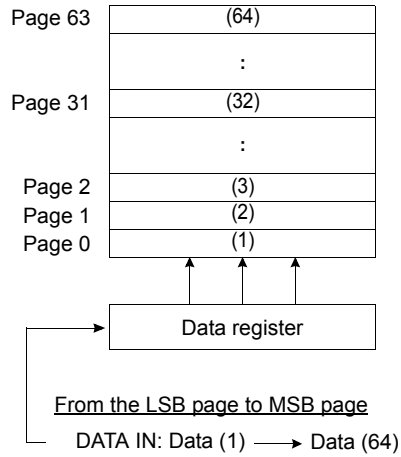 Page 63 (64)
:
Page 31 (32)
:
Page 2 (3)
Page 1 (2)
Page 0 (1)
Data register
From the LSB page to MSB page
DATA IN: Data (1) Data (64)